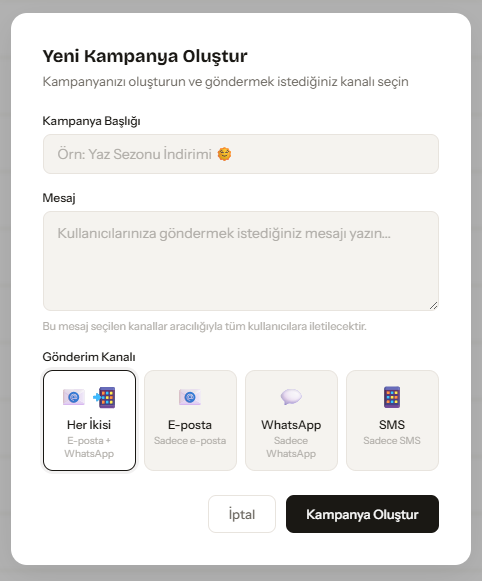 Yeni Kampanya Oluştur
Kampanyanızı oluşturun ve göndermek istediğiniz kanalı seçin
Kampanya Başlığı
Örn: Yaz Sezonu İndirimi 🌞
Mesaj
Kullanıcılarınıza göndermek istediğiniz mesajı yazın...
Bu mesaj seçilen kanallar aracılığıyla tüm kullanıcılara iletilecektir.
Gönderim Kanalı
Her İkisi
E-posta +
WhatsApp
E-posta
Sadece e-posta
WhatsApp
Sadece
WhatsApp
SMS
Sadece SMS
İptal
Kampanya Oluştur